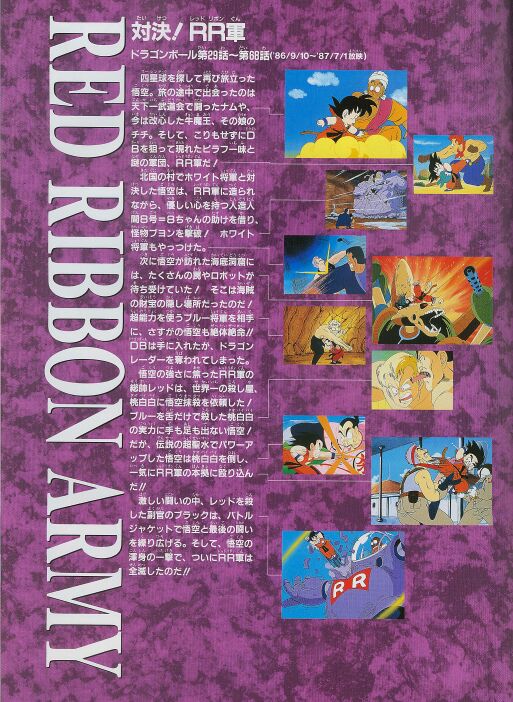 RED RIBBON ARMY
対決! RR軍
ドラゴンボール第29話～第68話('86/9/10～'87/7/1放映)
四星球を探して再び旅立った
悟空。旅の途中で出会ったのは
天下一武道会で闘ったナムや、
今は改心した牛魔王、その娘の
チチ。そして、こりもせずにD
Bを狙って現れたピラフ一味と
謎の軍団、RR軍だ!
北国の村でホワイト将軍と対
決した悟空は、RR軍に造られ
ながら、優しい心を持つ人造人
間8号=8ちゃんの助けを借り、
怪物ブヨンを撃破! ホワイト
将軍もやっつけた。
次に悟空が訪れた海底洞窟に
は、たくさんの罠やロボットが
待ち受けていた! そこは海賊
の財宝の隠し場所だったのだ!
超能力を使うブルー将軍を相手
に、さすがの悟空も絶体絶命!!
DBは手に入れたが、ドラゴン
レーダーを奪われてしまった。
悟空の強さに焦ったRR軍の
総帥レッドは、世界一の殺し屋、
桃白白に悟空抹殺を依頼した!
ブルーを舌だけで殺した桃白白
の実力に手も足も出ない悟空!
だが、伝説の超聖水でパワーア
ップした悟空は桃白白を倒し、
一気にRR軍の本拠に殴り込ん
だ!!
激しい闘いの中、レッドを殺
した副官のブラックは、バトル
ジャケットで悟空と最後の闘い
を繰り広げる。そして、悟空の
渾身の一撃で、ついにRR軍は
全滅したのだ!!
RR